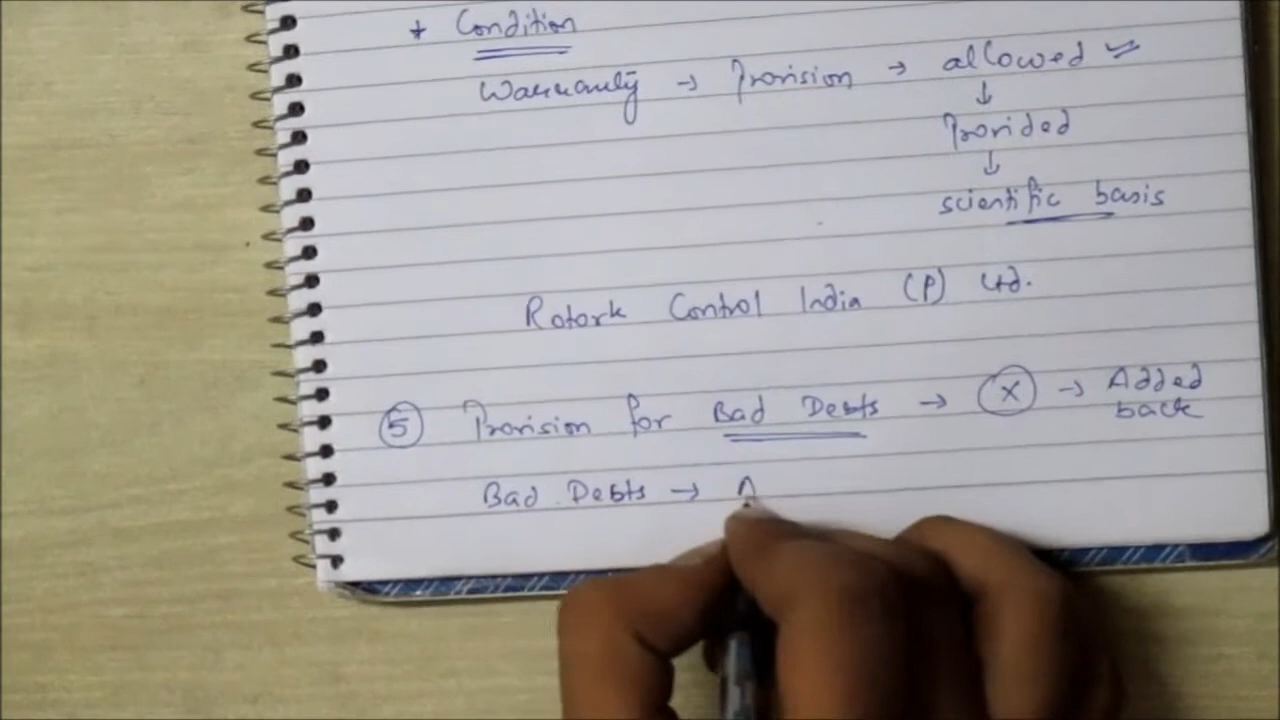 + Condition
Warranty → Provision → allowed
↓
Provided
↓
scientific basis
Rotork Control India (P) Ltd.
⑤ Provision for Bad Debts → Ⓧ → Added
back
Bad Debts → A